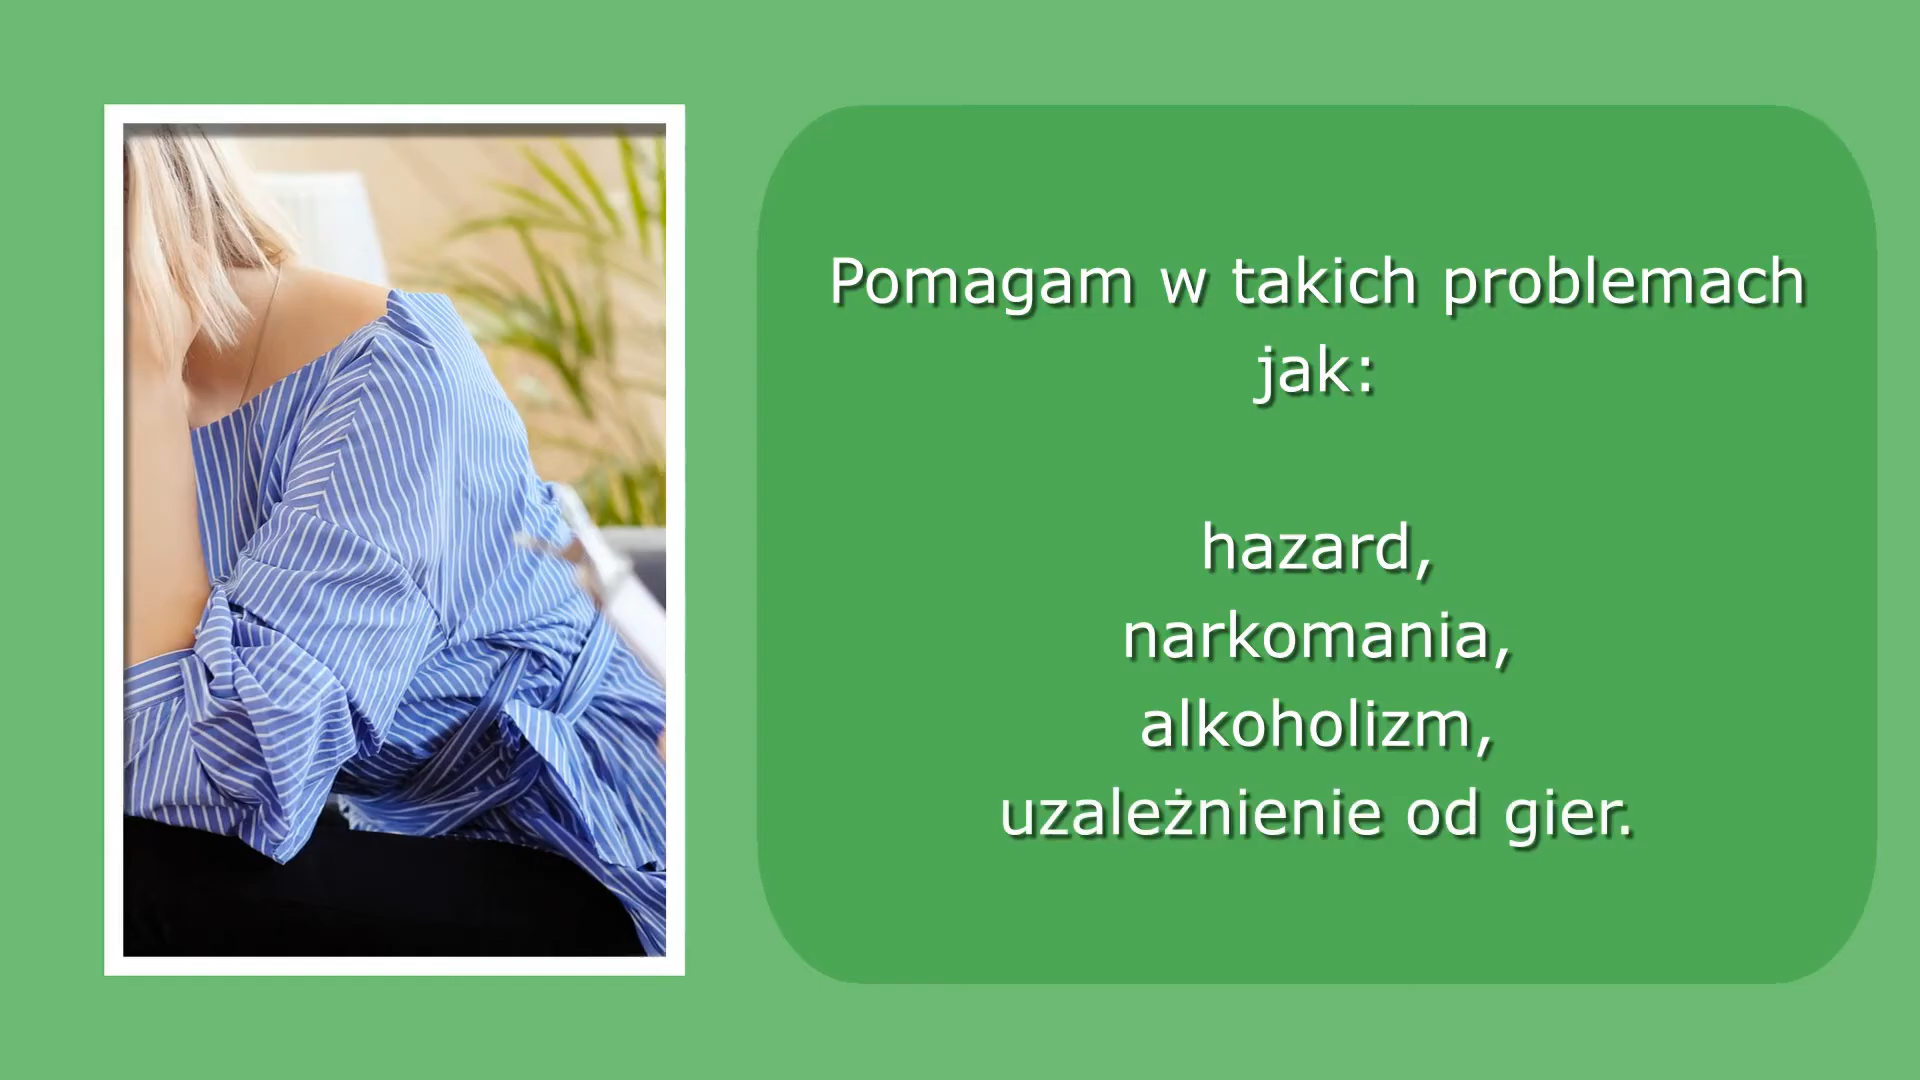 Pomagam w takich problemach
jak:
hazard,
narkomania,
alkoholizm,
uzależnienie od gier.